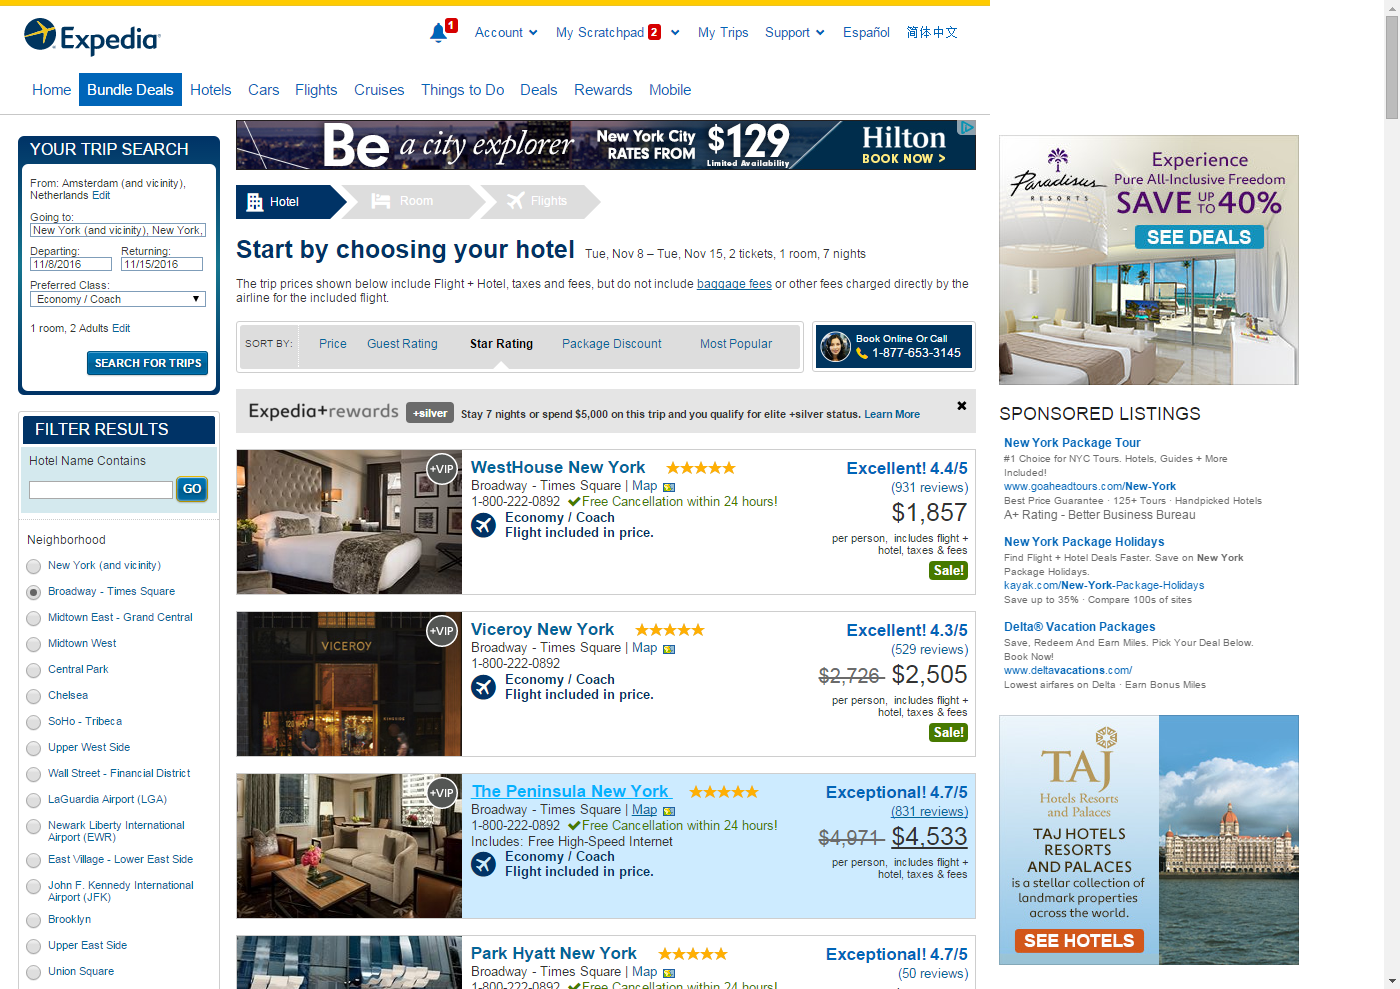 Expedia
1
Account
My Scratchpad 2
My Trips
Support
Español
简体中文
Home
Bundle Deals
Hotels
Cars
Flights
Cruises
Things to Do
Deals
Rewards
Mobile
YOUR TRIP SEARCH
From: Amsterdam (and vicinity),
Netherlands Edit
Going to:
New York (and vicinity), New York,
Departing: Returning:
11/8/2016 11/15/2016
Preferred Class:
Economy / Coach
1 room, 2 Adults Edit
SEARCH FOR TRIPS
FILTER RESULTS
Hotel Name Contains
GO
Neighborhood
New York (and vicinity)
Broadway - Times Square
Midtown East - Grand Central
Midtown West
Central Park
Chelsea
SoHo - Tribeca
Upper West Side
Wall Street - Financial District
LaGuardia Airport (LGA)
Newark Liberty International
Airport (EWR)
East Village - Lower East Side
John F. Kennedy International
Airport (JFK)
Brooklyn
Upper East Side
Union Square
Be a city explorer
New York City
RATES FROM
$129
Limited Availability
Hilton
BOOK NOW >
Hotel
Room
Flights
Start by choosing your hotel Tue, Nov 8 – Tue, Nov 15, 2 tickets, 1 room, 7 nights
The trip prices shown below include Flight + Hotel, taxes and fees, but do not include baggage fees or other fees charged directly by the
airline for the included flight.
SORT BY: Price Guest Rating Star Rating Package Discount Most Popular
Book Online Or Call
1-877-653-3145
Expedia+rewards +silver Stay 7 nights or spend $5,000 on this trip and you qualify for elite +silver status. Learn More
+VIP
WestHouse New York
Broadway - Times Square | Map
1-800-222-0892 Free Cancellation within 24 hours!
Economy / Coach
Flight included in price.
Excellent! 4.4/5
(931 reviews)
$1,857
per person, includes flight +
hotel, taxes & fees
Sale!
VICEROY
+VIP
Viceroy New York
Broadway - Times Square | Map
1-800-222-0892
Economy / Coach
Flight included in price.
Excellent! 4.3/5
(529 reviews)
$2,726 $2,505
per person, includes flight +
hotel, taxes & fees
Sale!
+VIP
The Peninsula New York
Broadway - Times Square | Map
1-800-222-0892 Free Cancellation within 24 hours!
Includes: Free High-Speed Internet
Economy / Coach
Flight included in price.
Exceptional! 4.7/5
(831 reviews)
$4,971 $4,533
per person, includes flight +
hotel, taxes & fees
Park Hyatt New York
Broadway - Times Square | Map
1-800-222-0892 Free Cancellation within 24 hours!
Exceptional! 4.7/5
(50 reviews)
Paradisus
RESORTS
Experience
Pure All-Inclusive Freedom
SAVE UP TO 40%
SEE DEALS
SPONSORED LISTINGS
New York Package Tour
#1 Choice for NYC Tours. Hotels, Guides + More
Included!
www.goaheadtours.com/New-York
Best Price Guarantee · 125+ Tours · Handpicked Hotels
A+ Rating - Better Business Bureau
New York Package Holidays
Find Flight + Hotel Deals Faster. Save on New York
Package Holidays.
kayak.com/New-York-Package-Holidays
Save up to 35% · Compare 100s of sites
Delta® Vacation Packages
Save, Redeem And Earn Miles. Pick Your Deal Below.
Book Now!
www.deltavacations.com/
Lowest airfares on Delta · Earn Bonus Miles
TAJ
Hotels Resorts
and Palaces
TAJ HOTELS
RESORTS
AND PALACES
is a stellar collection of
landmark properties
across the world.
SEE HOTELS